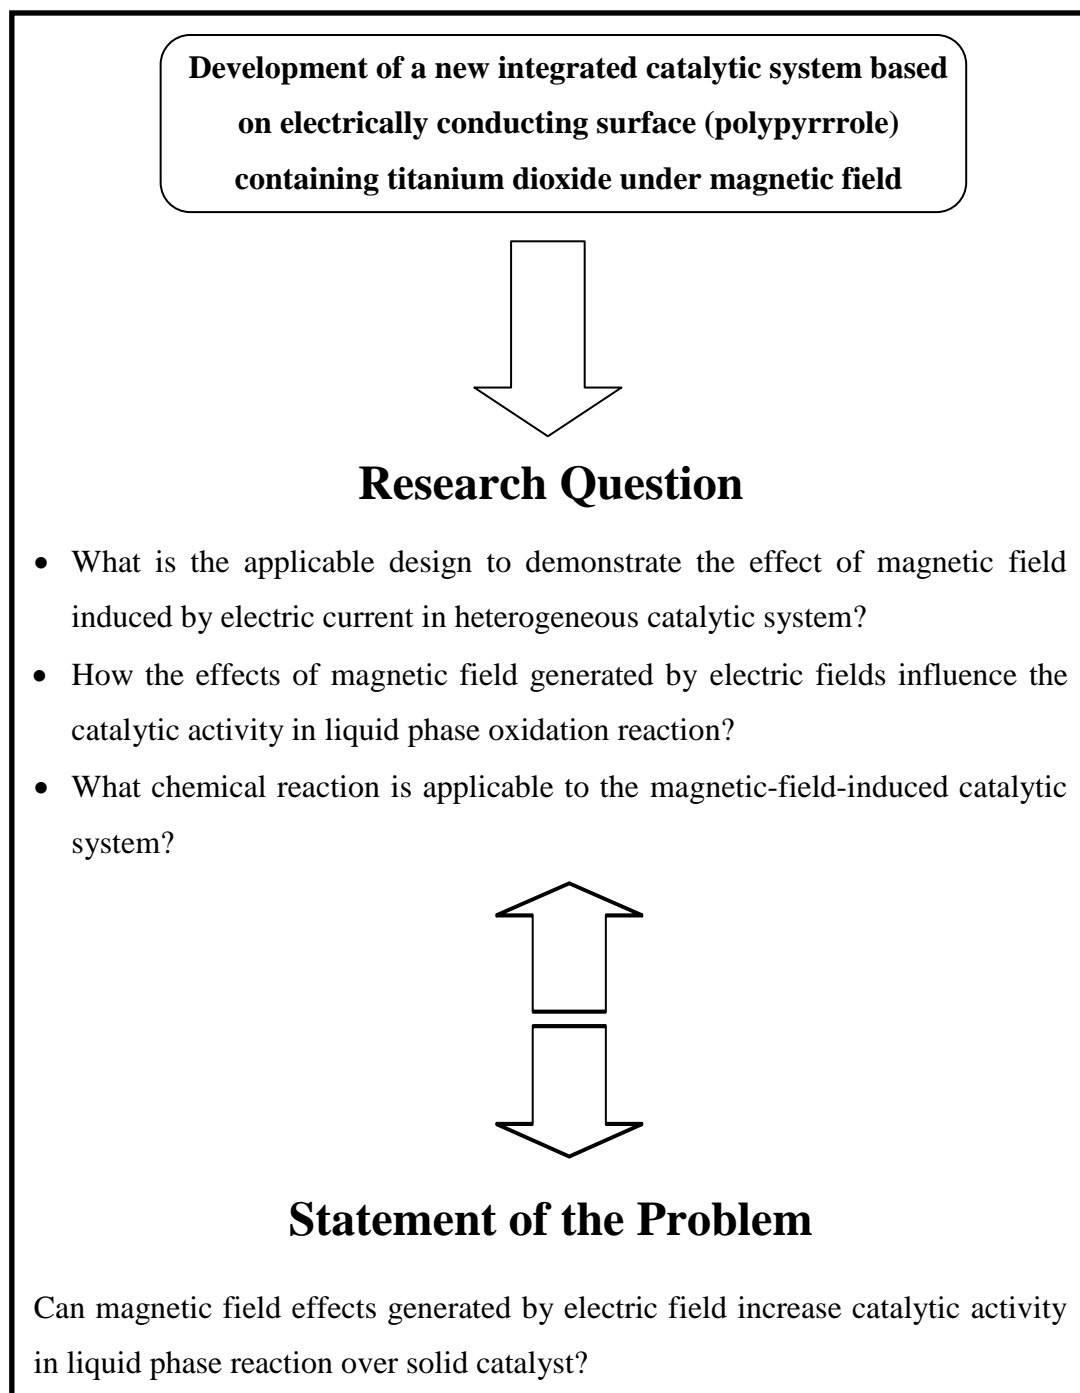 Development of a new integrated catalytic system based
on electrically conducting surface (polypyrrrole)
containing titanium dioxide under magnetic field
Research Question
• What is the applicable design to demonstrate the effect of magnetic field
induced by electric current in heterogeneous catalytic system?
• How the effects of magnetic field generated by electric fields influence the
catalytic activity in liquid phase oxidation reaction?
• What chemical reaction is applicable to the magnetic-field-induced catalytic
system?
Statement of the Problem
Can magnetic field effects generated by electric field increase catalytic activity
in liquid phase reaction over solid catalyst?